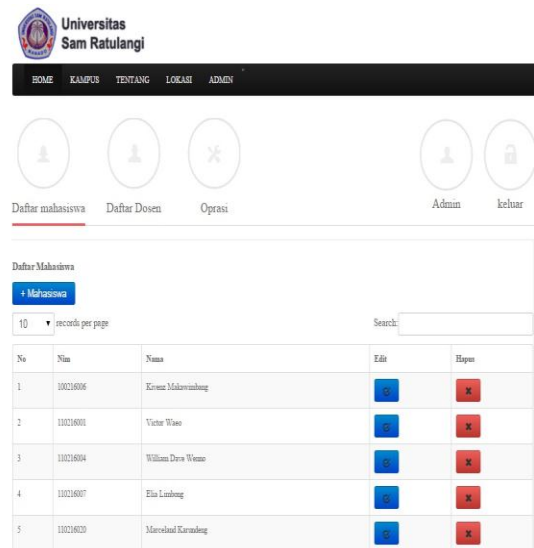 Universitas
Sam Ratulangi
HOME KAMPUS TENTANG LOKASI ADMIN
Daftar mahasiswa Daftar Dosen Oprasi Admin keluar
Daftar Mahasiswa
+ Mahasiswa
10 records per page Search:
No Nim Nama Edit Hapus
1 100216006 Kivenz Makawimbang
2 110216001 Victor Waeo
3 110216004 William Dave Wenno
4 110216007 Elia Limbong
5 110216020 Marceland Karundeng